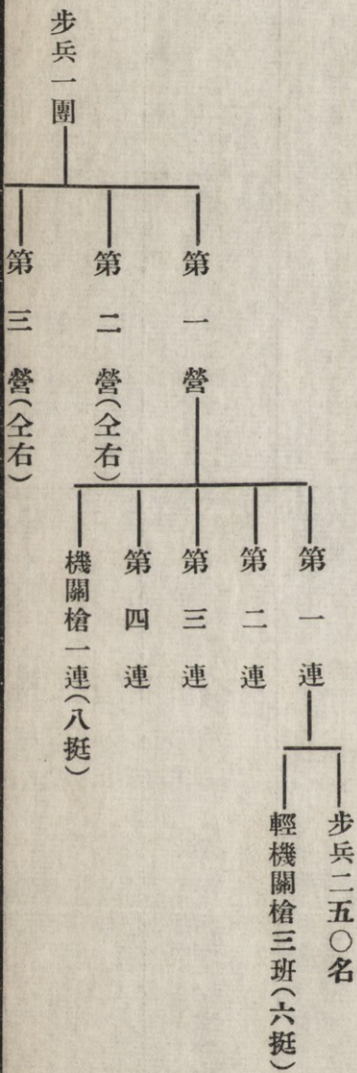 步兵一團
第一營
第二營(仝右)
第三營(仝右)
第一連
第二連
第三連
第四連
機關槍一連(八挺)
步兵二五〇名
輕機關槍三班(六挺)